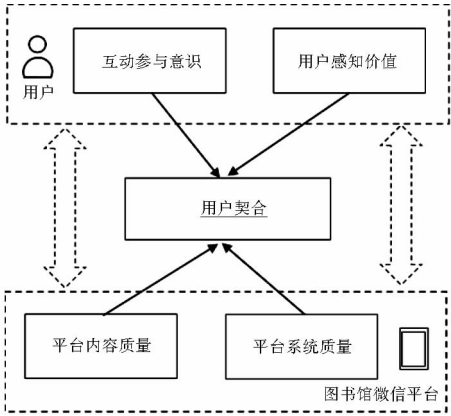 互动参与意识
用户感知价值
用户
用户契合
平台内容质量
平台系统质量
图书馆微信平台